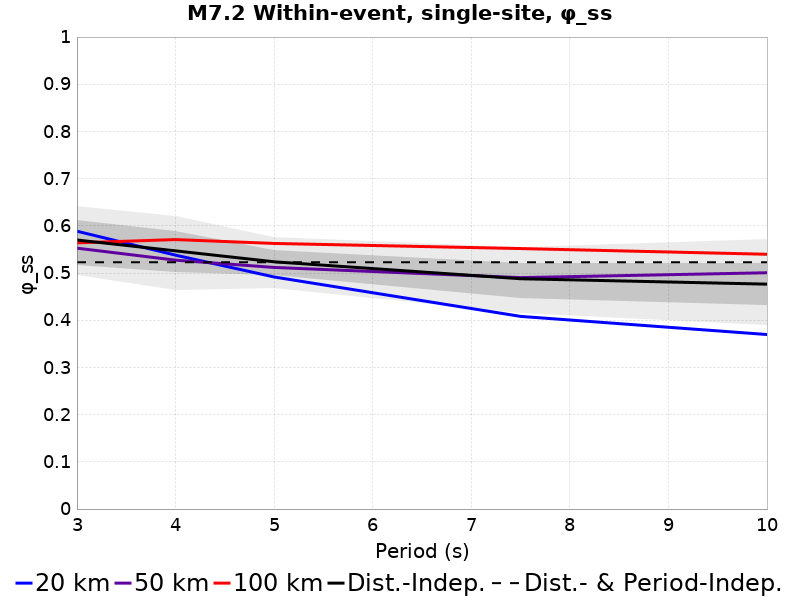 M7.2 Within-event, single-site, φ_ss
1
0.9
0.8
0.7
0.6
0.5
0.4
0.3
0.2
0.1
0
φ_ss
3 4 5 6 7 8 9 10
Period (s)
20 km 50 km 100 km Dist.-Indep. Dist.- & Period-Indep.